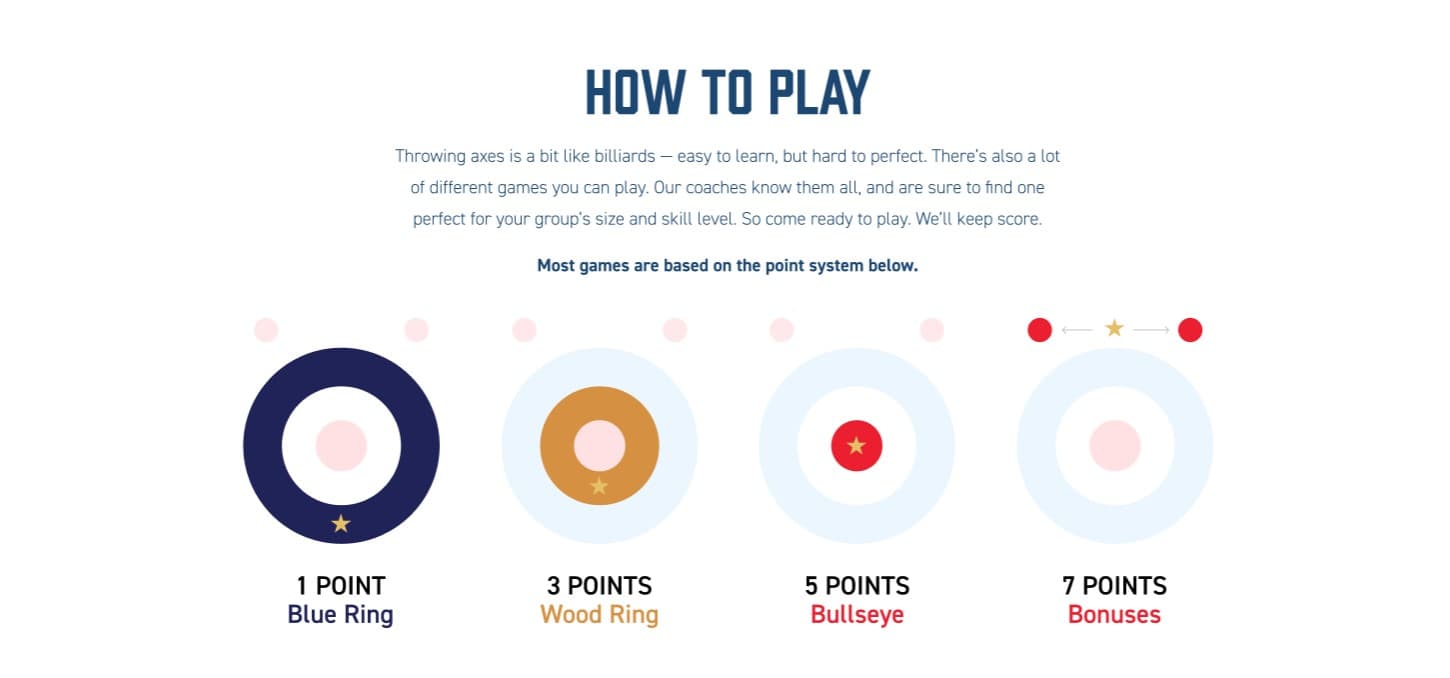 HOW TO PLAY
Throwing axes is a bit like billiards — easy to learn, but hard to perfect. There's also a lot
of different games you can play. Our coaches know them all, and are sure to find one
perfect for your group's size and skill level. So come ready to play. We'll keep score.
Most games are based on the point system below.
1 POINT
Blue Ring
3 POINTS
Wood Ring
5 POINTS
Bullseye
7 POINTS
Bonuses